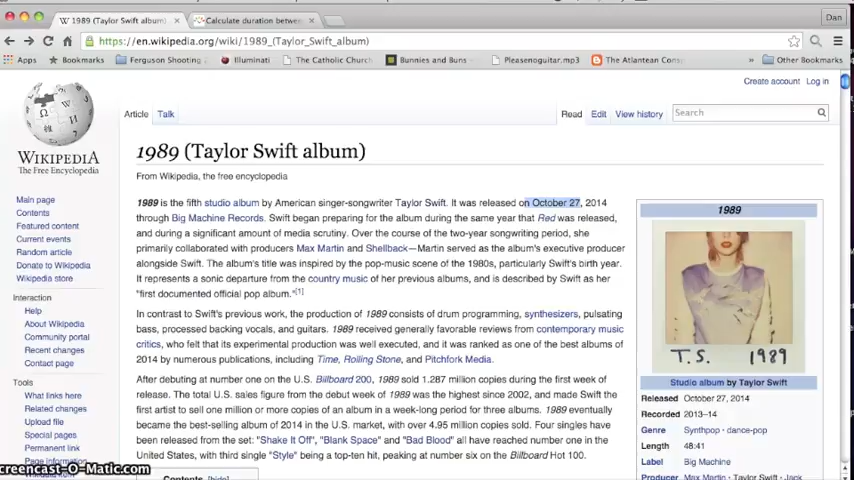 1989 (Taylor Swift album)
Calculate duration betwe
Dan
https://en.wikipedia.org/wiki/1989_(Taylor_Swift_album)
Apps Bookmarks Ferguson Shooting Illuminati The Catholic Church Bunnies and Buns Pleasenoguitar.mp3 The Atlantean Con Other Bookmarks
Create account Log in
Article Talk Read Edit View history Search
WIKIPEDIA
The Free Encyclopedia
1989 (Taylor Swift album)
From Wikipedia, the free encyclopedia
Main page
Contents
Featured content
Current events
Random article
Donate to Wikipedia
Wikipedia store
Interaction
Help
About Wikipedia
Community portal
Recent changes
Contact page
Tools
What links here
Related changes
Upload file
Special pages
Permanent link
Page information
1989 is the fifth studio album by American singer-songwriter Taylor Swift. It was released on October 27, 2014
through Big Machine Records. Swift began preparing for the album during the same year that Red was released,
and during a significant amount of media scrutiny. Over the course of the two-year songwriting period, she
primarily collaborated with producers Max Martin and Shellback—Martin served as the album's executive producer
alongside Swift. The album's title was inspired by the pop-music scene of the 1980s, particularly Swift's birth year.
It represents a sonic departure from the country music of her previous albums, and is described by Swift as her
"first documented official pop album."[1]
In contrast to Swift's previous work, the production of 1989 consists of drum programming, synthesizers, pulsating
bass, processed backing vocals, and guitars. 1989 received generally favorable reviews from contemporary music
critics, who felt that its experimental production was well executed, and it was ranked as one of the best albums of
2014 by numerous publications, including Time, Rolling Stone, and Pitchfork Media.
After debuting at number one on the U.S. Billboard 200, 1989 sold 1.287 million copies during the first week of
release. The total U.S. sales figure from the debut week of 1989 was the highest since 2002, and made Swift the
first artist to sell one million or more copies of an album in a week-long period for three albums. 1989 eventually
became the best-selling album of 2014 in the U.S. market, with over 4.95 million copies sold. Four singles have
been released from the set: "Shake It Off", "Blank Space" and "Bad Blood" all have reached number one in the
United States, with third single "Style" being a top-ten hit, peaking at number six on the Billboard Hot 100.
Contents [hide]
1989
T.S. 1989
Studio album by Taylor Swift
Released October 27, 2014
Recorded 2013–14
Genre Synthpop · dance-pop
Length 48:41
Label Big Machine
Producer Max Martin · Taylor Swift · Jack
creencast-O-Matic.com